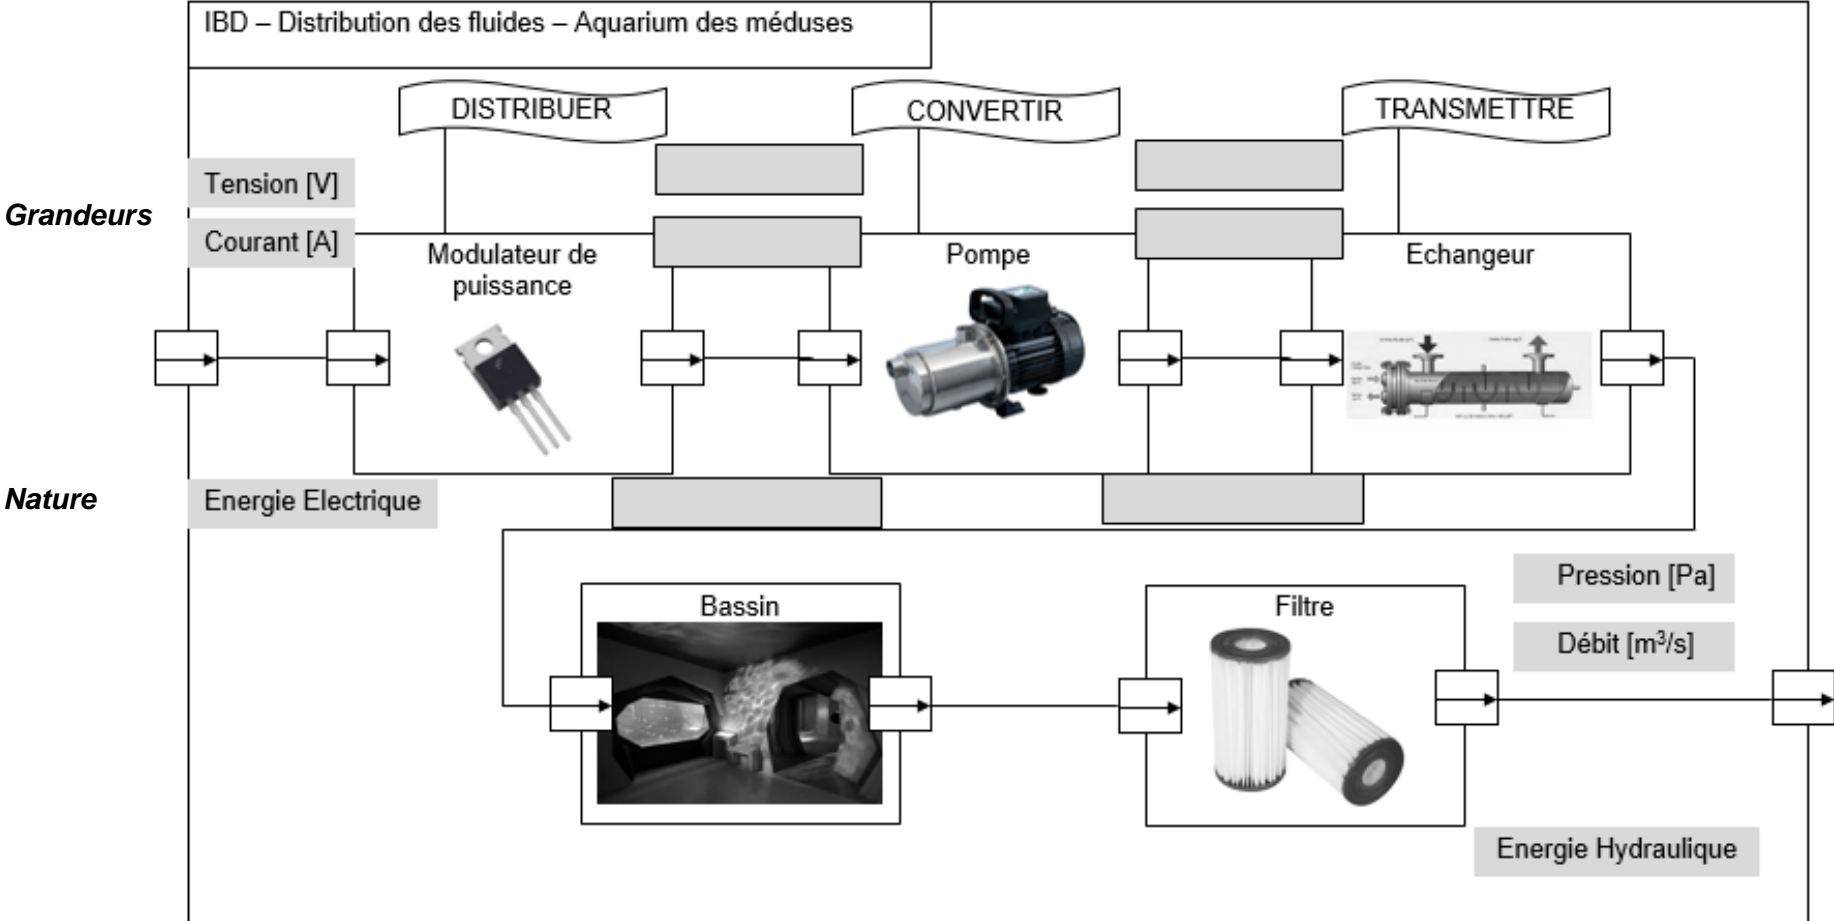 IBD – Distribution des fluides – Aquarium des méduses
DISTRIBUER
CONVERTIR
TRANSMETTRE
Tension [V]
Grandeurs
Courant [A]
Modulateur de
puissance
Pompe
Echangeur
Nature
Energie Electrique
Pression [Pa]
Bassin
Filtre
Débit [m³/s]
Energie Hydraulique